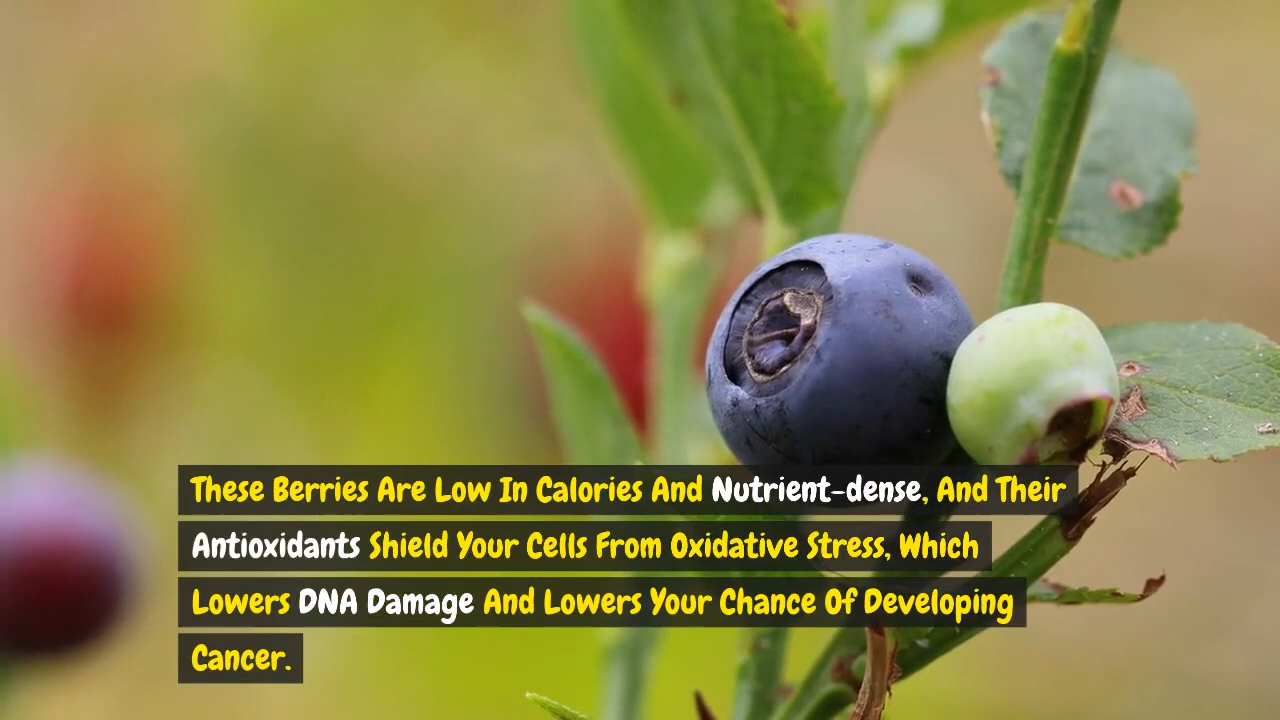 These Berries Are Low In Calories And Nutrient-dense, And Their
Antioxidants Shield Your Cells From Oxidative Stress, Which
Lowers DNA Damage And Lowers Your Chance Of Developing
Cancer.